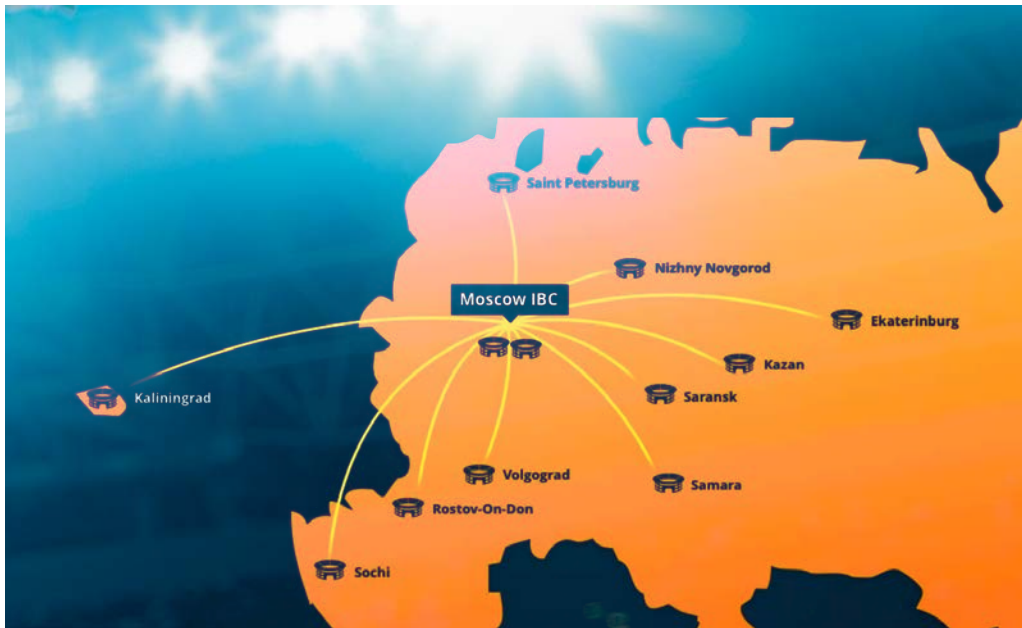 Saint Petersburg
Nizhny Novgorod
Moscow IBC
Ekaterinburg
Kazan
Saransk
Kaliningrad
Volgograd
Samara
Rostov-On-Don
Sochi